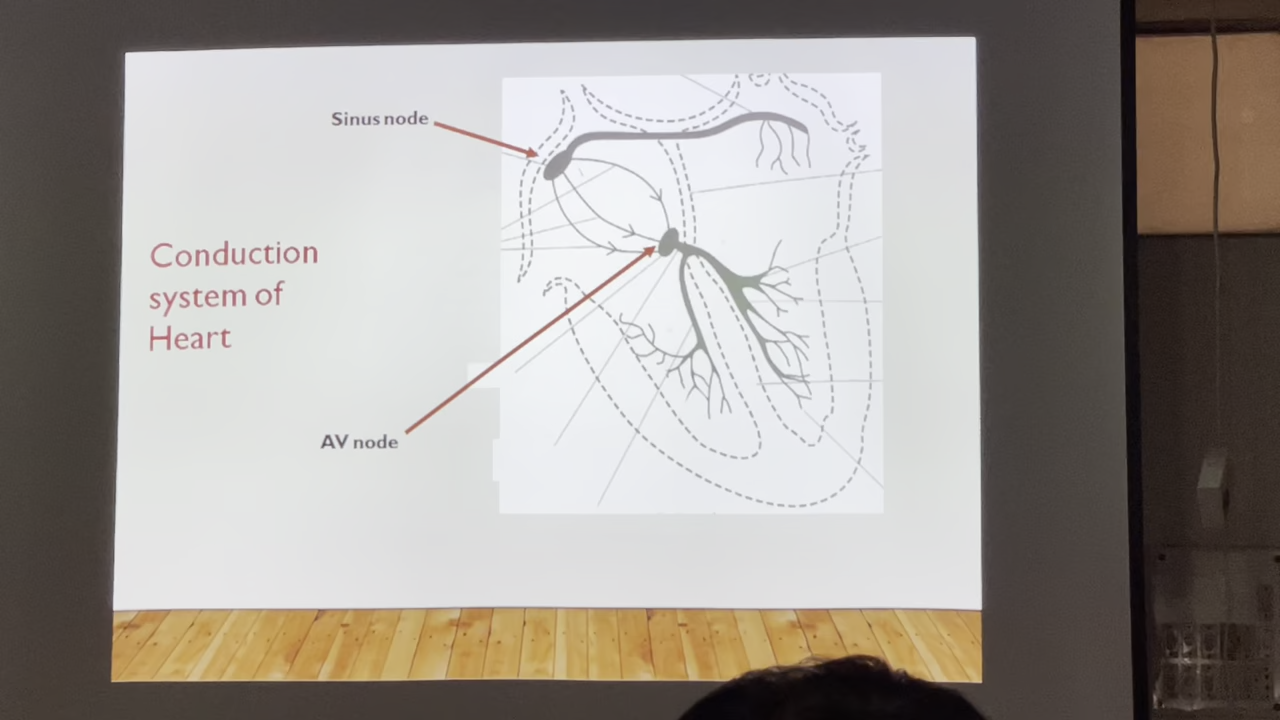 Sinus node
Conduction
system of
Heart
AV node